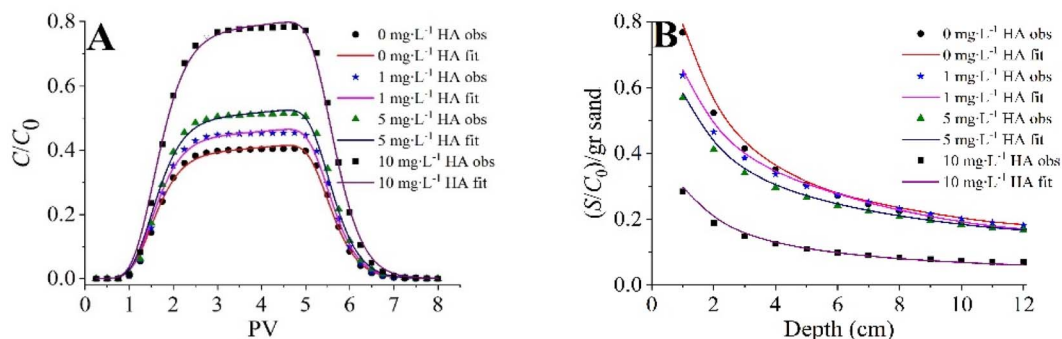 A
0.8
0.6
0.4
0.2
0.0
C/C₀
0 1 2 3 4 5 6 7 8
PV
0 mg·L⁻¹ HA obs
0 mg·L⁻¹ HA fit
1 mg·L⁻¹ HA obs
1 mg·L⁻¹ HA fit
5 mg·L⁻¹ HA obs
5 mg·L⁻¹ HA fit
10 mg·L⁻¹ HA obs
10 mg·L⁻¹ HA fit
B
0.8
0.6
0.4
0.2
0.0
(S/C₀)/gr sand
0 2 4 6 8 10 12
Depth (cm)
0 mg·L⁻¹ HA obs
0 mg·L⁻¹ HA fit
1 mg·L⁻¹ HA obs
1 mg·L⁻¹ HA fit
5 mg·L⁻¹ HA obs
5 mg·L⁻¹ HA fit
10 mg·L⁻¹ HA obs
10 mg·L⁻¹ HA fit